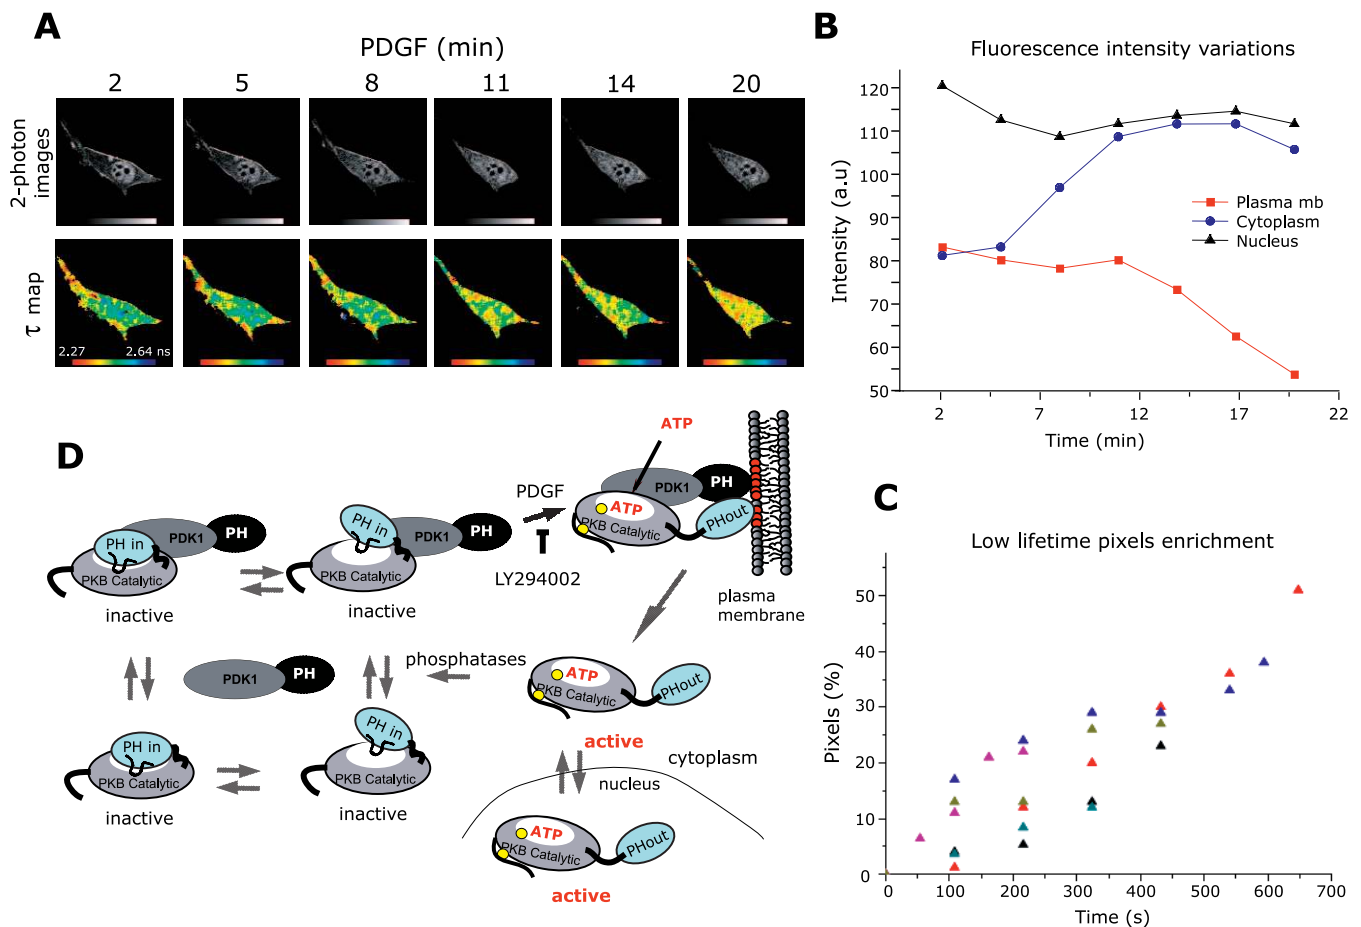 A
PDGF (min)
2 5 8 11 14 20
2-photon
images
τ map
2.27 2.64 ns
B
Fluorescence intensity variations
120
110
100
90
80
70
60
50
Intensity (a.u)
Plasma mb
Cytoplasm
Nucleus
2 7 12 17 22
Time (min)
D
PH in
PDK1
PH
PKB Catalytic
inactive
PH in
PDK1
PH
PKB Catalytic
inactive
PDGF
LY294002
ATP
PDK1
PH
ATP
PKB Catalytic
PHout
plasma
membrane
PDK1
PH
phosphatases
ATP
PKB Catalytic
PHout
active
PH in
PKB Catalytic
inactive
PH in
PKB Catalytic
inactive
cytoplasm
nucleus
ATP
PKB Catalytic
PHout
active
C
Low lifetime pixels enrichment
50
40
30
20
10
0
Pixels (%)
0 100 200 300 400 500 600 700
Time (s)